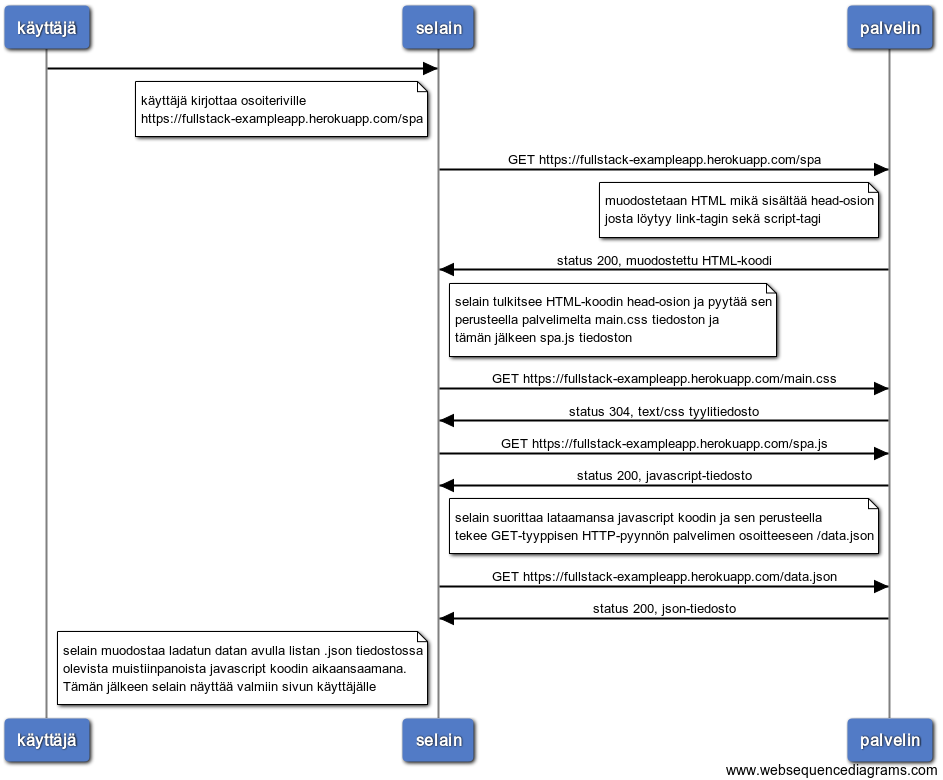 käyttäjä
selain
palvelin
käyttäjä kirjottaa osoiteriville
https://fullstack-exampleapp.herokuapp.com/spa
GET https://fullstack-exampleapp.herokuapp.com/spa
muodostetaan HTML mikä sisältää head-osion
josta löytyy link-tagin sekä script-tagi
status 200, muodostettu HTML-koodi
selain tulkitsee HTML-koodin head-osion ja pyytää sen
perusteella palvelimelta main.css tiedoston ja
tämän jälkeen spa.js tiedoston
GET https://fullstack-exampleapp.herokuapp.com/main.css
status 304, text/css tyylitiedosto
GET https://fullstack-exampleapp.herokuapp.com/spa.js
status 200, javascript-tiedosto
selain suorittaa lataamansa javascript koodin ja sen perusteella
tekee GET-tyyppisen HTTP-pyynnön palvelimen osoitteeseen /data.json
GET https://fullstack-exampleapp.herokuapp.com/data.json
status 200, json-tiedosto
selain muodostaa ladatun datan avulla listan .json tiedostossa
olevista muistiinpanoista javascript koodin aikaansaamana.
Tämän jälkeen selain näyttää valmiin sivun käyttäjälle
käyttäjä
selain
palvelin
www.websequencediagrams.com